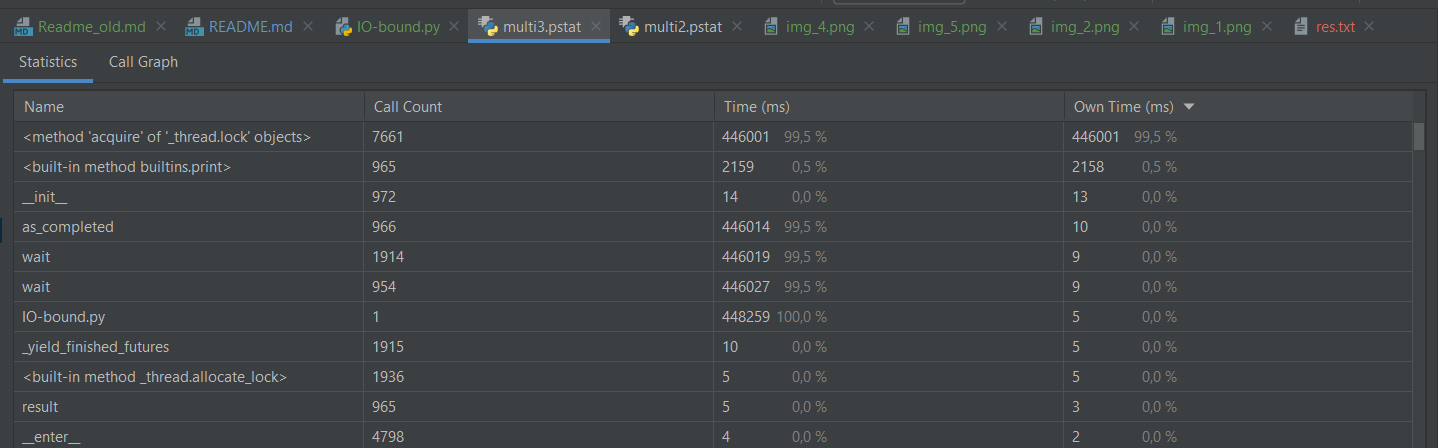 Readme_old.md README.md IO-bound.py multi3.pstat multi2.pstat img_4.png img_5.png img_2.png img_1.png res.txt
Statistics Call Graph
Name Call Count Time (ms) Own Time (ms)
<method 'acquire' of '_thread.lock' objects> 7661 446001 99,5 % 446001 99,5 %
<built-in method builtins.print> 965 2159 0,5 % 2158 0,5 %
__init__ 972 14 0,0 % 13 0,0 %
as_completed 966 446014 99,5 % 10 0,0 %
wait 1914 446019 99,5 % 9 0,0 %
wait 954 446027 99,5 % 9 0,0 %
IO-bound.py 1 448259 100,0 % 5 0,0 %
_yield_finished_futures 1915 10 0,0 % 5 0,0 %
<built-in method _thread.allocate_lock> 1936 5 0,0 % 5 0,0 %
result 965 5 0,0 % 3 0,0 %
__enter__ 4798 4 0,0 % 2 0,0 %